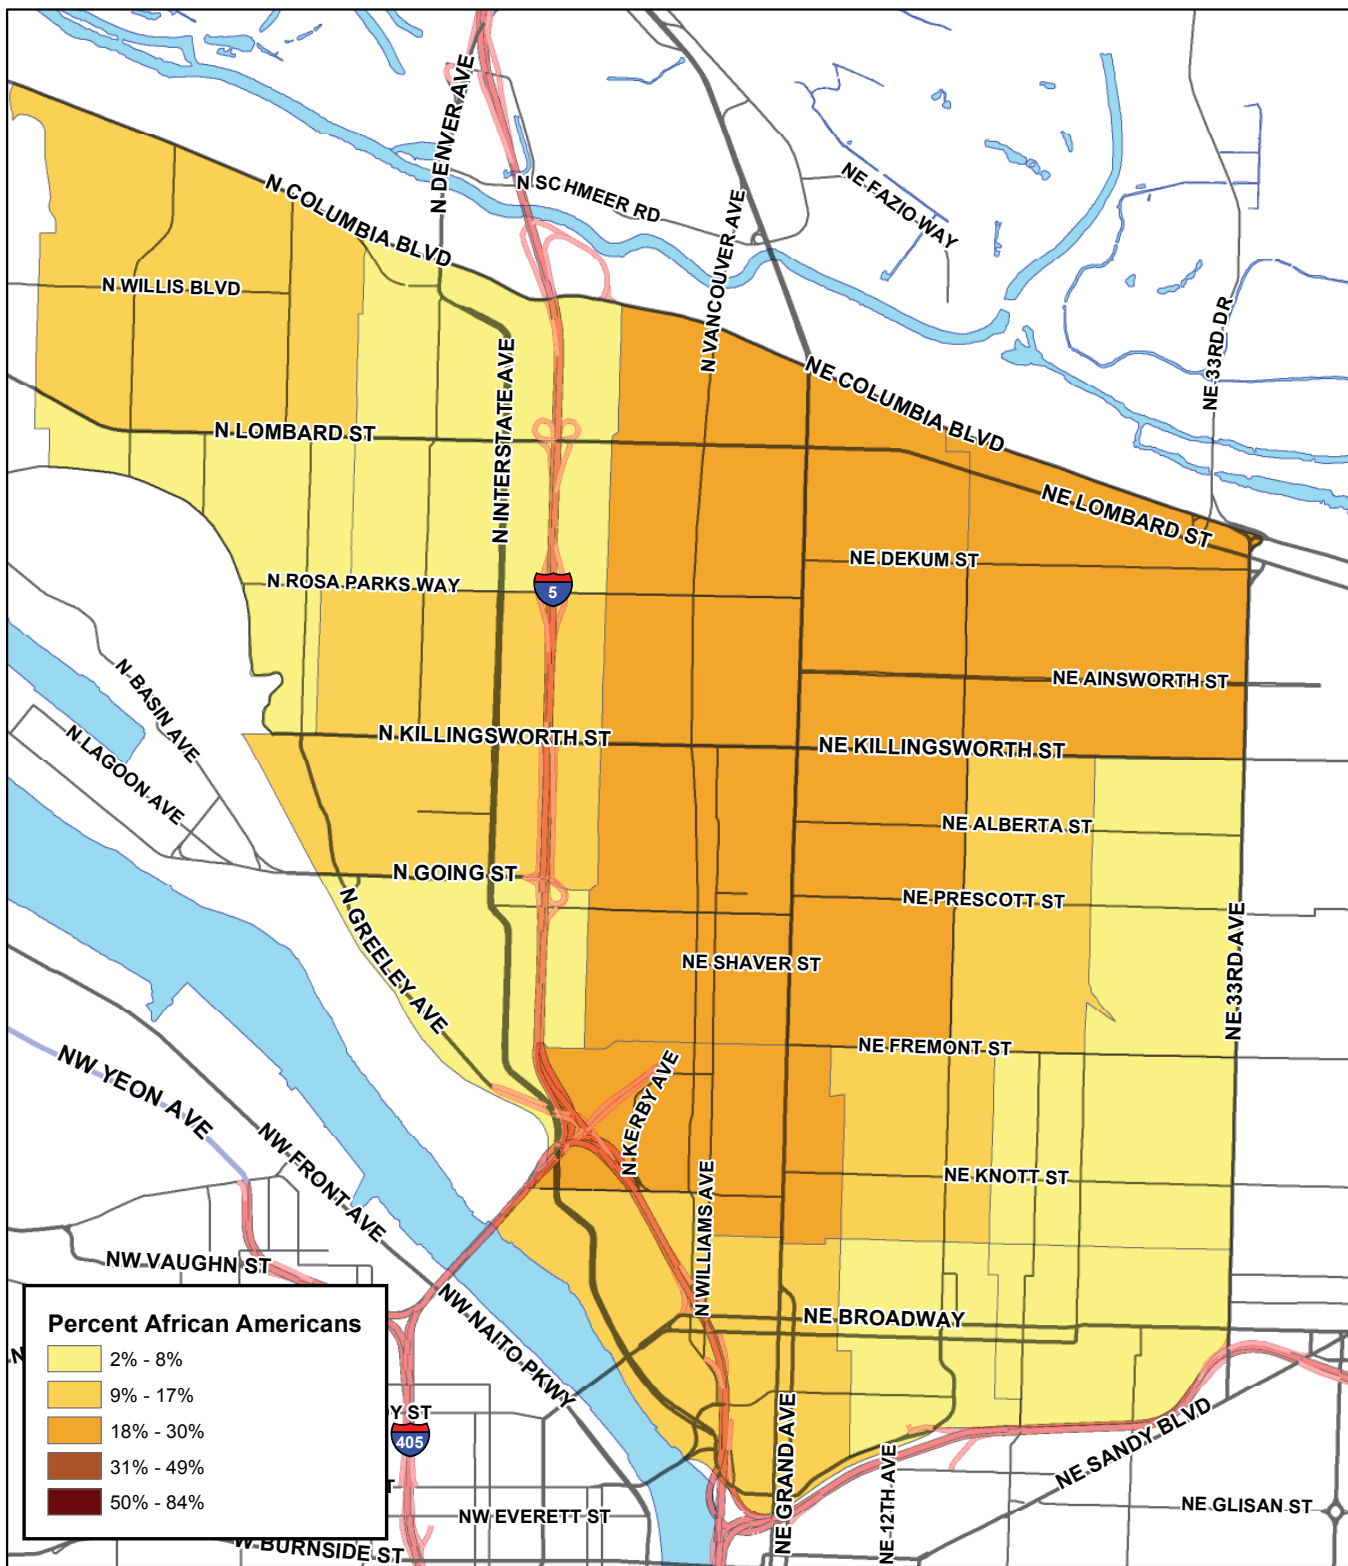 N DENVER AVE
N SCHMEER RD
NE FAZIO WAY
N COLUMBIA BLVD
N VANCOUVER AVE
N WILLIS BLVD
NE 33RD DR
N INTERSTATE AVE
NE COLUMBIA BLVD
N LOMBARD ST
NE LOMBARD ST
NE DEKUM ST
N ROSA PARKS WAY
5
N BASIN AVE
NE AINSWORTH ST
N LAGOON AVE
N KILLINGSWORTH ST
NE KILLINGSWORTH ST
NE ALBERTA ST
N GOING ST
NE PRESCOTT ST
N GREELEY AVE
NE SHAVER ST
NE 33RD AVE
NE FREMONT ST
NW YEON AVE
N KERBY AVE
NW FRONT AVE
NE KNOTT ST
N WILLIAMS AVE
NW VAUGHN ST
NW NAITO PKWY
NE BROADWAY
Percent African Americans
2% - 8%
9% - 17%
18% - 30%
31% - 49%
50% - 84%
ST
405
NE GRAND AVE
NE 12TH AVE
NE SANDY BLVD
NW EVERETT ST
NE GLISAN ST
W BURNSIDE ST